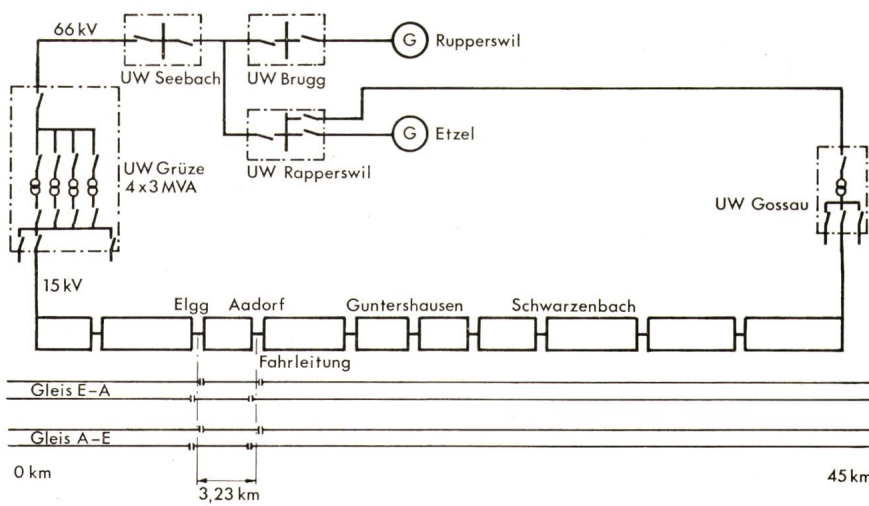 66 kV
UW Seebach
UW Brugg
G Rupperswil
G Etzel
UW Rapperswil
UW Grüze
4 x 3 MVA
UW Gossau
15 kV
Elgg
Aadorf
Guntershausen
Schwarzenbach
Fahrleitung
Gleis E–A
Gleis A–E
0 km
45 km
3,23 km